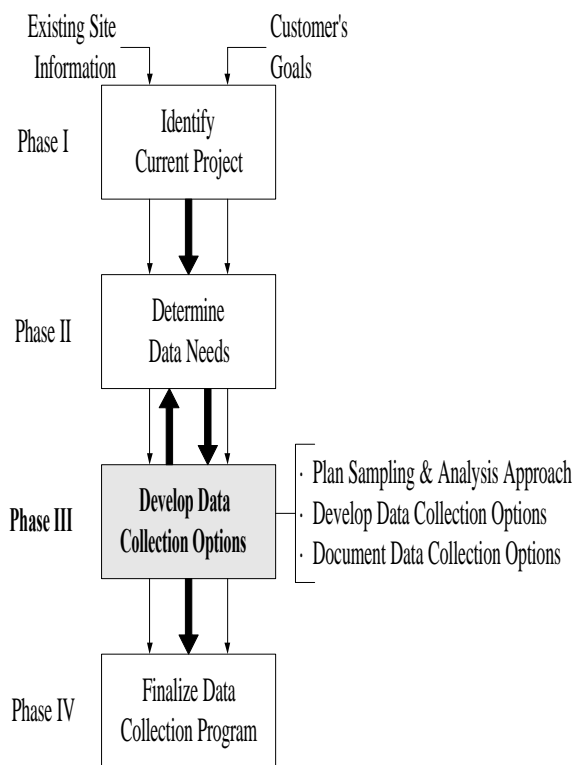 Existing Site
Information
Customer's
Goals
Phase I
Identify
Current Project
Phase II
Determine
Data Needs
Phase III
Develop Data
Collection Options
· Plan Sampling & Analysis Approach
· Develop Data Collection Options
· Document Data Collection Options
Phase IV
Finalize Data
Collection Program